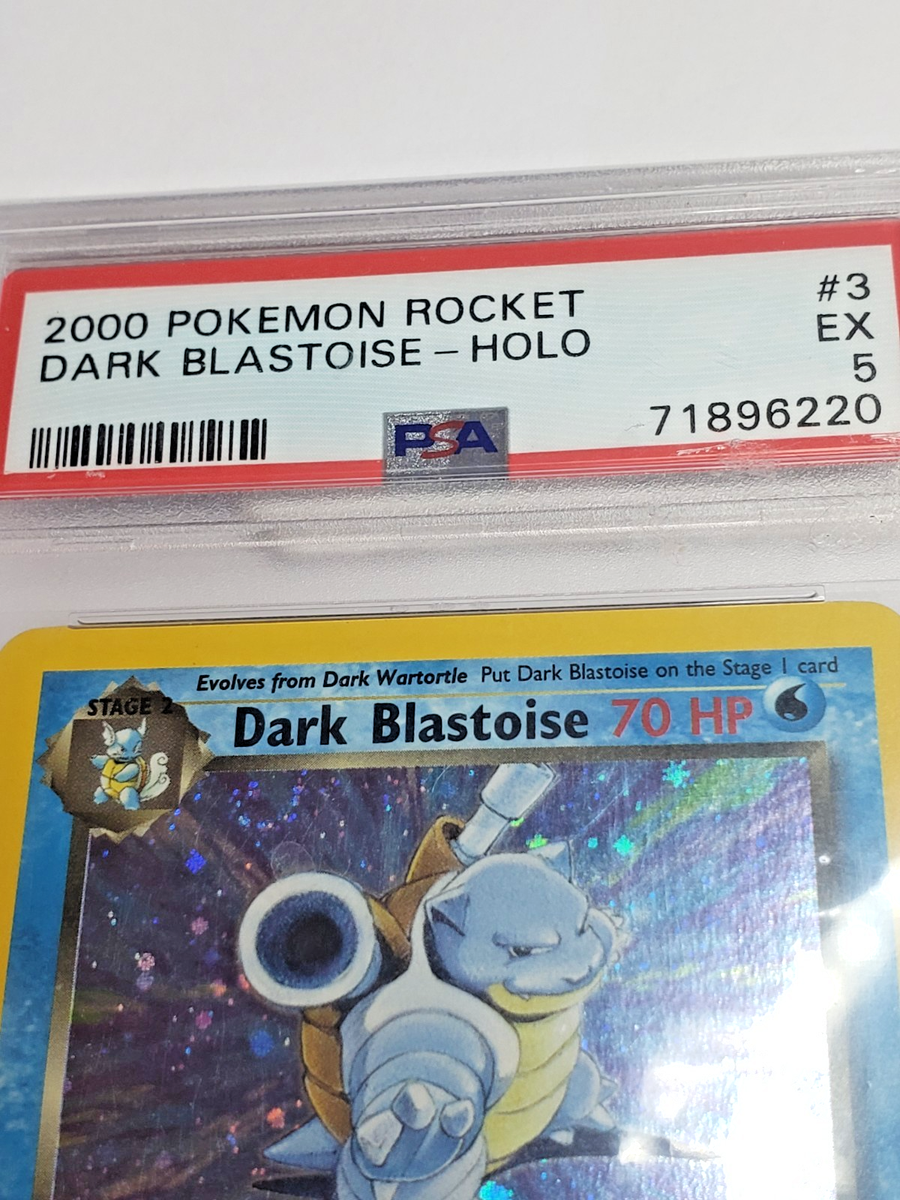 2000 POKEMON ROCKET #3
DARK BLASTOISE – HOLO EX
5
PSA 71896220
Evolves from Dark Wartortle Put Dark Blastoise on the Stage 1 card
STAGE 2
Dark Blastoise 70 HP